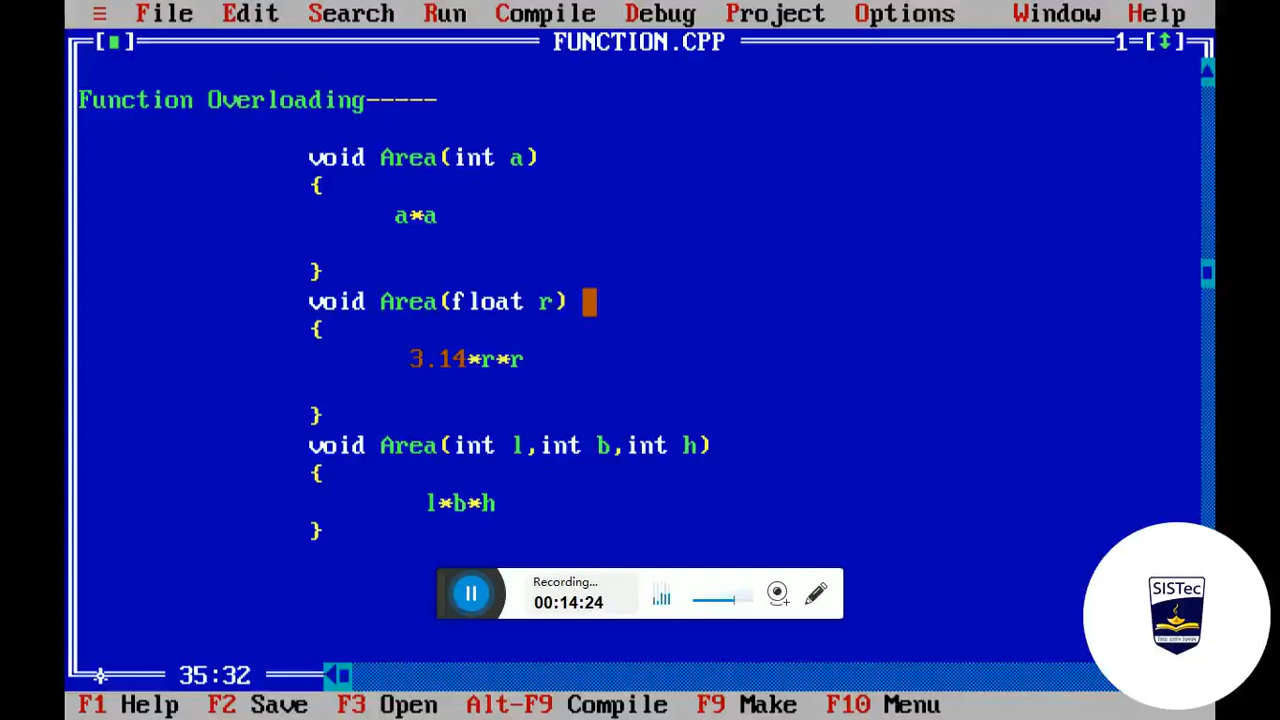 ≡ File Edit Search Run Compile Debug Project Options Window Help
[■] FUNCTION.CPP 1=[↕]
Function Overloading-----
void Area(int a)
{
a*a
}
void Area(float r)
{
3.14*r*r
}
void Area(int l,int b,int h)
{
l*b*h
}
Recording...
00:14:24
SISTec
35:32
F1 Help F2 Save F3 Open Alt-F9 Compile F9 Make F10 Menu